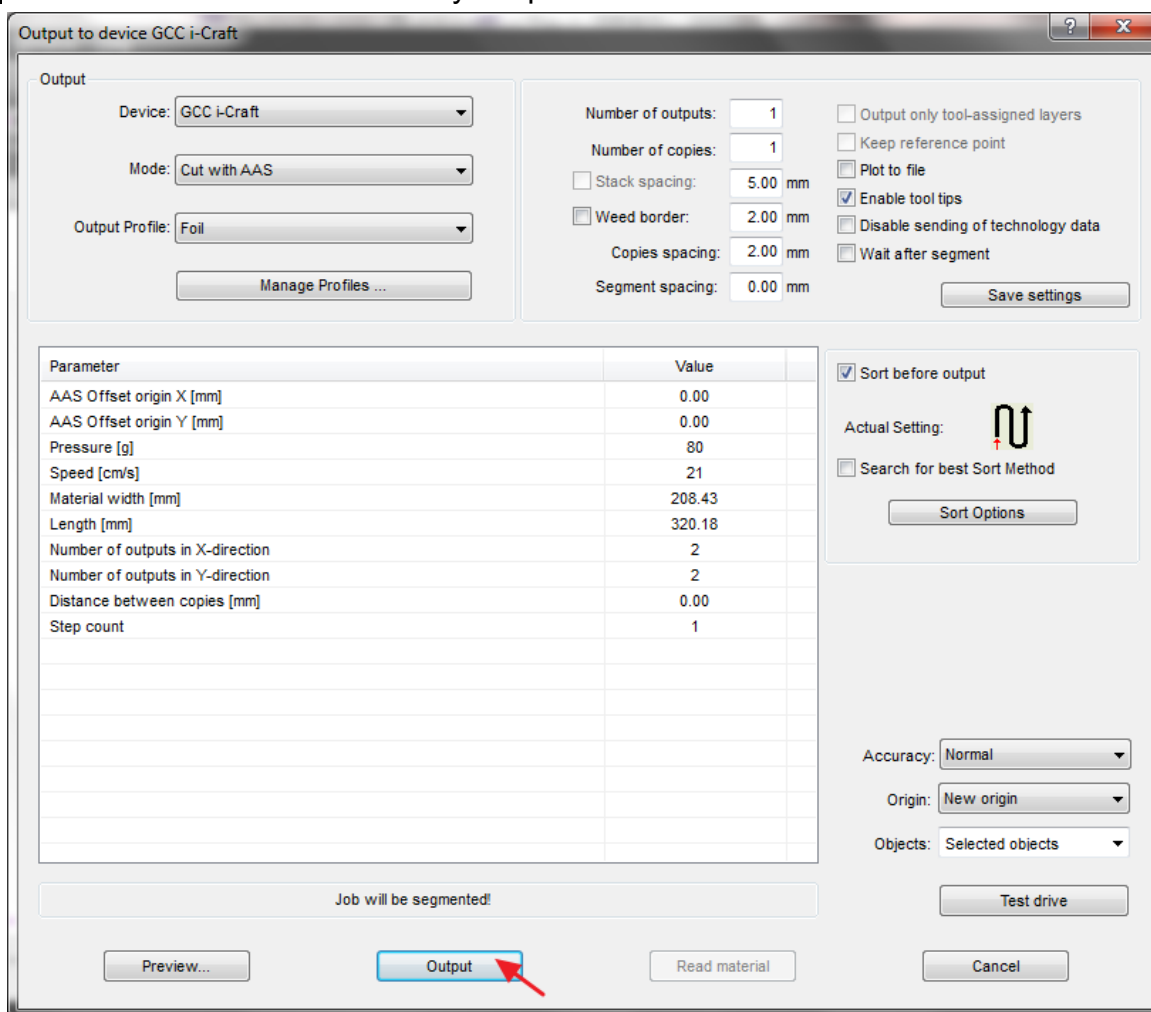 Output to device GCC i-Craft
Output
Device: GCC i-Craft
Mode: Cut with AAS
Output Profile: Foil
Manage Profiles ...
Number of outputs: 1
Number of copies: 1
Stack spacing: 5.00 mm
Weed border: 2.00 mm
Copies spacing: 2.00 mm
Segment spacing: 0.00 mm
Output only tool-assigned layers
Keep reference point
Plot to file
Enable tool tips
Disable sending of technology data
Wait after segment
Save settings
Parameter Value
AAS Offset origin X [mm] 0.00
AAS Offset origin Y [mm] 0.00
Pressure [g] 80
Speed [cm/s] 21
Material width [mm] 208.43
Length [mm] 320.18
Number of outputs in X-direction 2
Number of outputs in Y-direction 2
Distance between copies [mm] 0.00
Step count 1
Sort before output
Actual Setting:
Search for best Sort Method
Sort Options
Accuracy: Normal
Origin: New origin
Objects: Selected objects
Job will be segmented!
Test drive
Preview... Output Read material Cancel